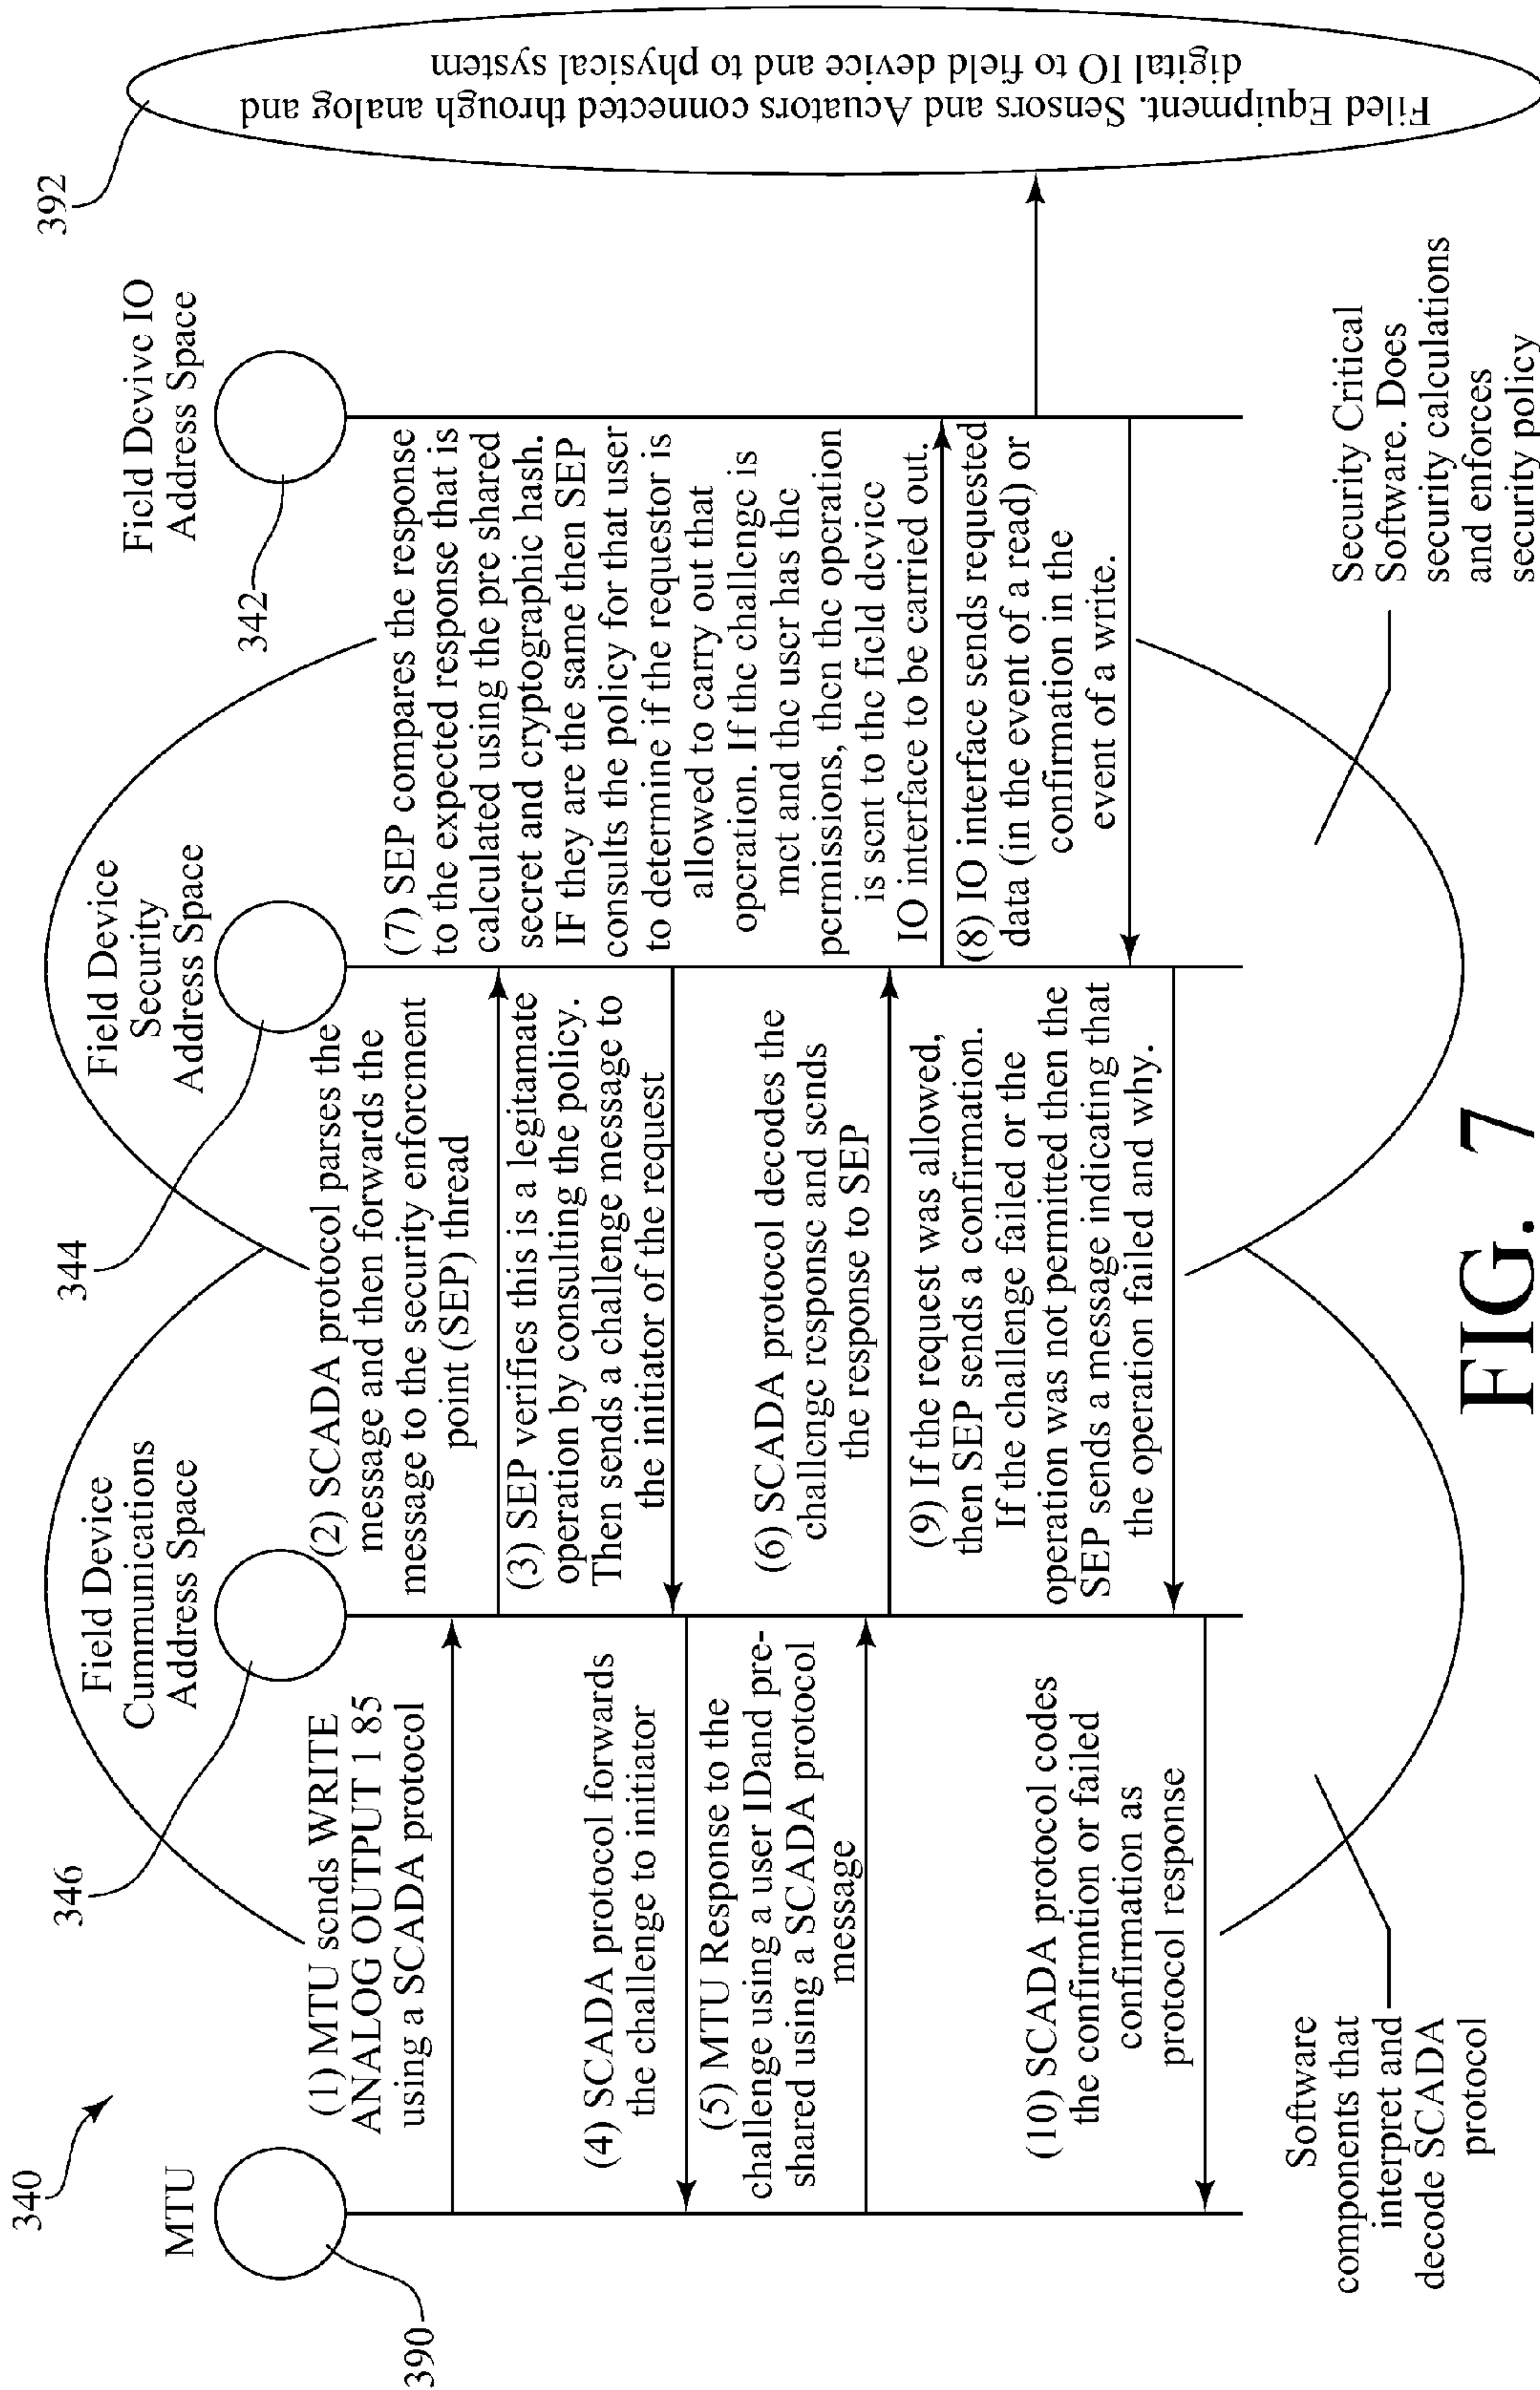 340
MTU
390
346
Field Device
Cummunications
Address Space
344
Field Device
Security
Address Space
342
Field Devivc IO
Address Space
392
Filed Equipment. Sensors and Acuators connected through analog and
digital IO to field device and to physical system
(1) MTU sends WRITE
ANALOG OUTPUT 1 85
using a SCADA protocol
(2) SCADA protocol parses the
message and then forwards the
message to the security enforcment
point (SEP) thread
(3) SEP verifies this is a legitamate
operation by consulting the policy.
Then sends a challenge message to
the initiator of the request
(4) SCADA protocol forwards
the challenge to initiator
(5) MTU Response to the
challenge using a user IDand pre-
shared using a SCADA protocol
message
(6) SCADA protocol decodes the
challenge response and sends
the response to SEP
(7) SEP compares the response
to the expected response that is
calculated using the pre shared
secret and cryptographic hash.
IF they are the same then SEP
consults the policy for that user
to determine if the requestor is
allowed to carry out that
operation. If the challenge is
met and the user has the
permissions, then the operation
is sent to the field device
IO interface to be carried out.
(8) IO interface sends requested
data (in the event of a read) or
confirmation in the
event of a write.
(9) If the request was allowed,
then SEP sends a confirmation.
If the challenge failed or the
operation was not permitted then the
SEP sends a message indicating that
the operation failed and why.
(10) SCADA protocol codes
the confirmtion or failed
confirmation as
protocol response
Software
components that
interpret and
decode SCADA
protocol
Security Critical
Software. Does
security calculations
and enforces
security policy
FIG. 7